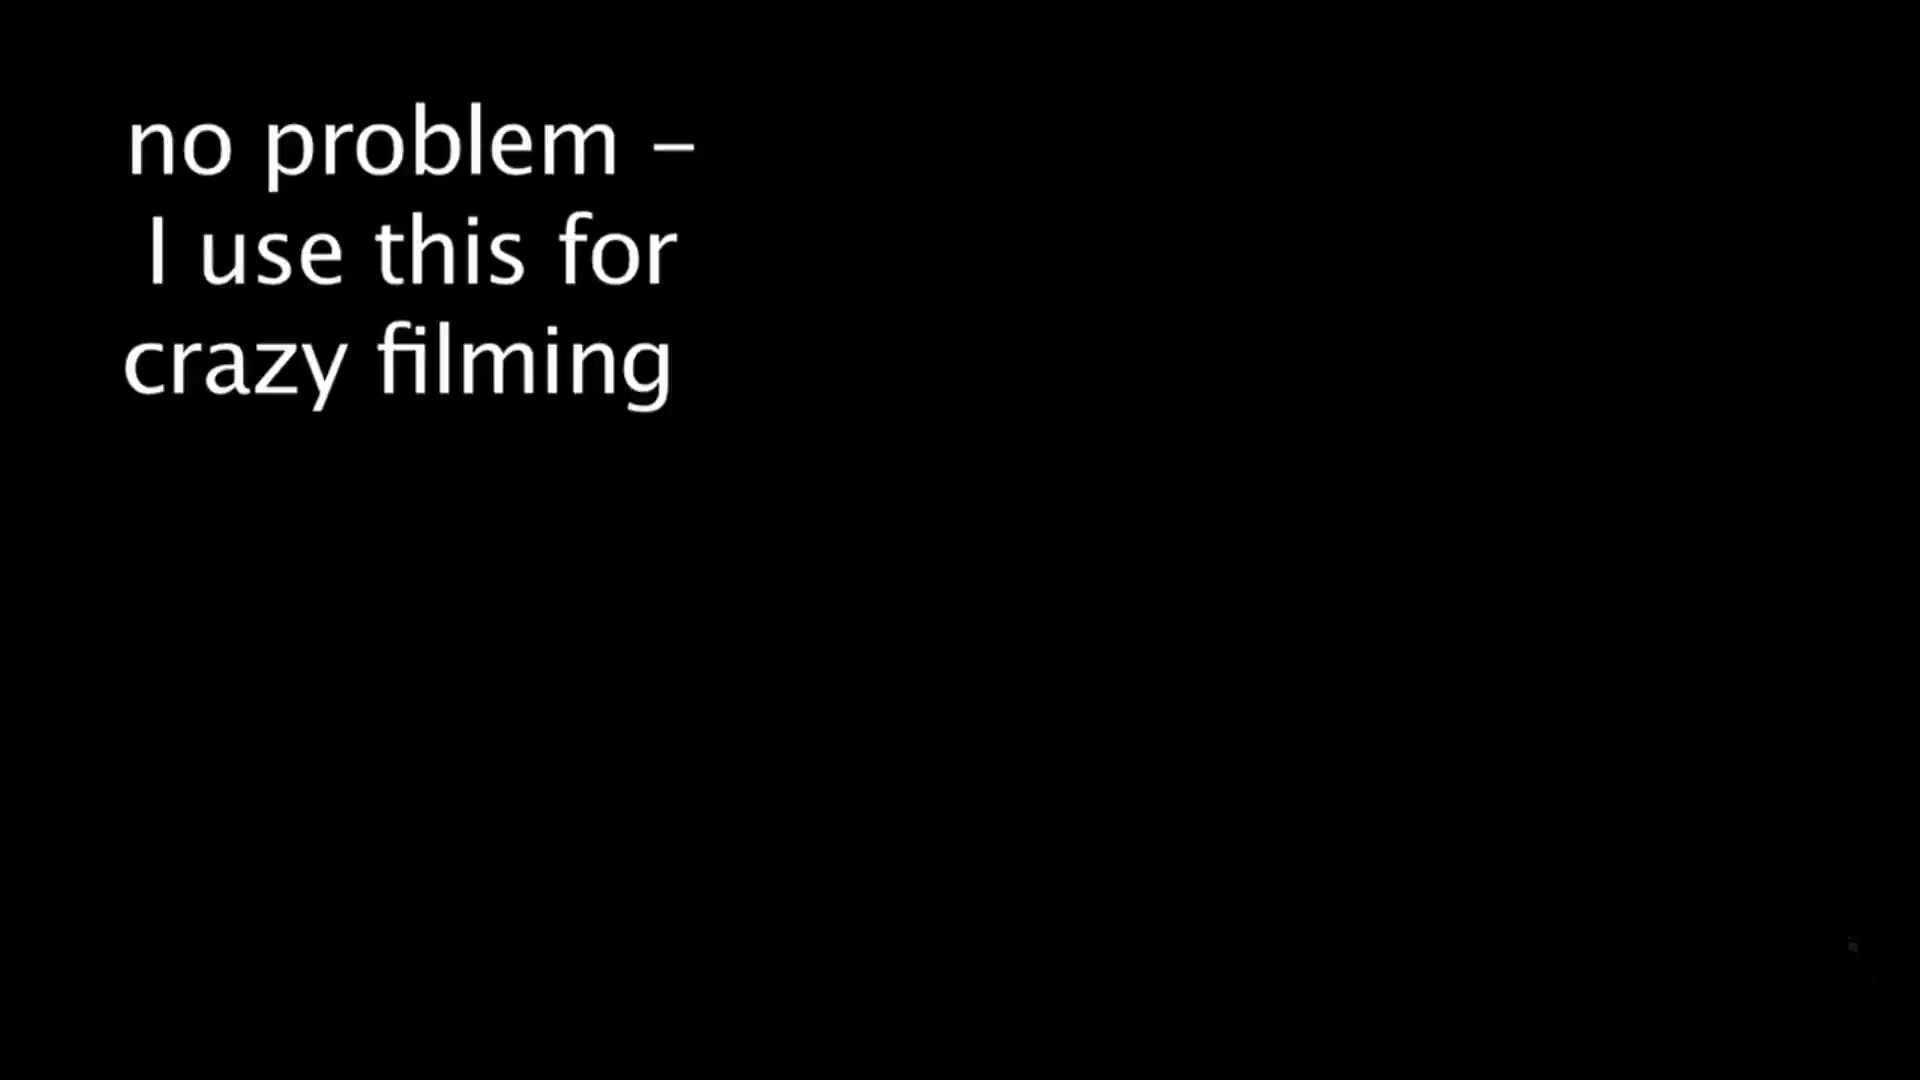 no problem –
I use this for
crazy filming